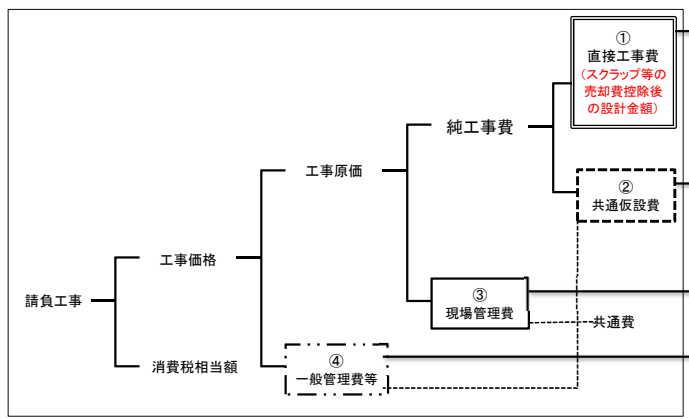 ①
直接工事費
（スクラップ等の
売却費控除後
の設計金額）
純工事費
工事原価
②
共通仮設費
工事価格
請負工事
③
現場管理費
共通費
消費税相当額
④
一般管理費等